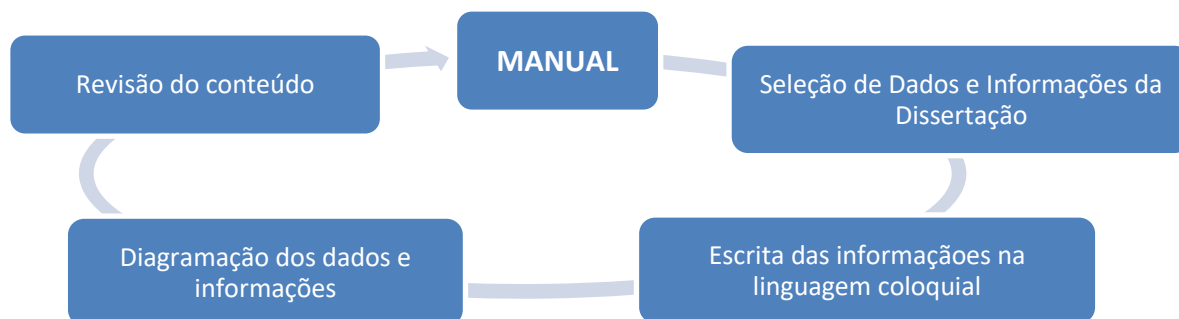 MANUAL
Seleção de Dados e Informações da
Dissertação
Escrita das informaçãoes na
linguagem coloquial
Diagramação dos dados e
informações
Revisão do conteúdo